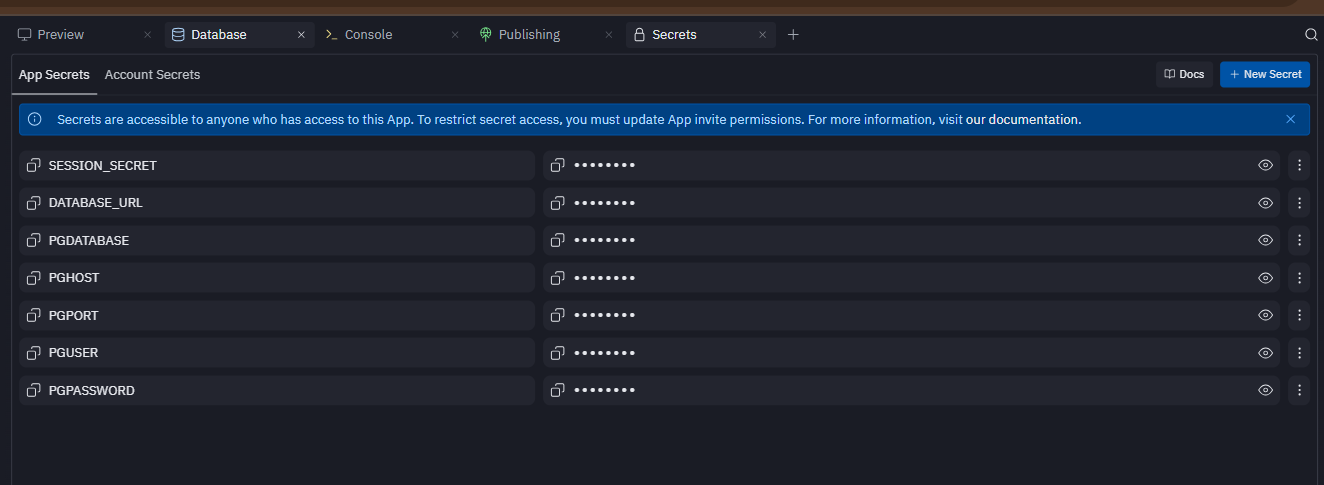 Preview Database Console Publishing Secrets
App Secrets Account Secrets Docs New Secret
Secrets are accessible to anyone who has access to this App. To restrict secret access, you must update App invite permissions. For more information, visit our documentation.
SESSION_SECRET ••••••••
DATABASE_URL ••••••••
PGDATABASE ••••••••
PGHOST ••••••••
PGPORT ••••••••
PGUSER ••••••••
PGPASSWORD ••••••••